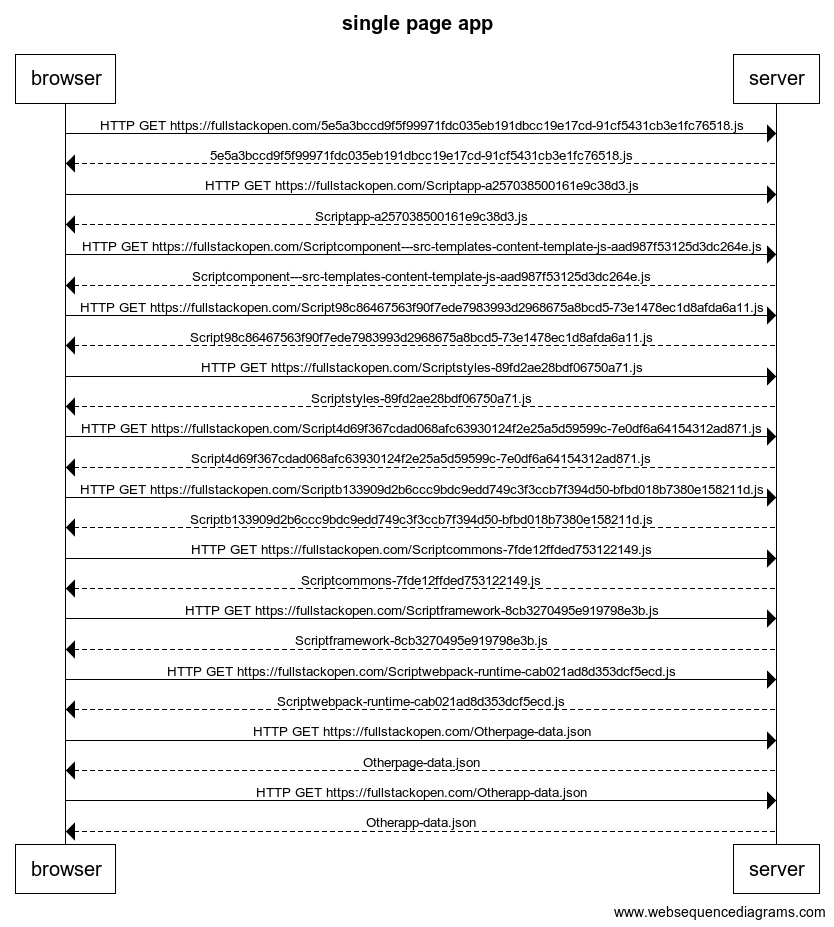 single page app
browser server
HTTP GET https://fullstackopen.com/5e5a3bccd9f5f99971fdc035eb191dbcc19e17cd-91cf5431cb3e1fc76518.js
5e5a3bccd9f5f99971fdc035eb191dbcc19e17cd-91cf5431cb3e1fc76518.js
HTTP GET https://fullstackopen.com/Scriptapp-a257038500161e9c38d3.js
Scriptapp-a257038500161e9c38d3.js
HTTP GET https://fullstackopen.com/Scriptcomponent---src-templates-content-template-js-aad987f53125d3dc264e.js
Scriptcomponent---src-templates-content-template-js-aad987f53125d3dc264e.js
HTTP GET https://fullstackopen.com/Script98c86467563f90f7ede7983993d2968675a8bcd5-73e1478ec1d8afda6a11.js
Script98c86467563f90f7ede7983993d2968675a8bcd5-73e1478ec1d8afda6a11.js
HTTP GET https://fullstackopen.com/Scriptstyles-89fd2ae28bdf06750a71.js
Scriptstyles-89fd2ae28bdf06750a71.js
HTTP GET https://fullstackopen.com/Script4d69f367cdad068afc63930124f2e25a5d59599c-7e0df6a64154312ad871.js
Script4d69f367cdad068afc63930124f2e25a5d59599c-7e0df6a64154312ad871.js
HTTP GET https://fullstackopen.com/Scriptb133909d2b6ccc9bdc9edd749c3f3ccb7f394d50-bfbd018b7380e158211d.js
Scriptb133909d2b6ccc9bdc9edd749c3f3ccb7f394d50-bfbd018b7380e158211d.js
HTTP GET https://fullstackopen.com/Scriptcommons-7fde12ffded753122149.js
Scriptcommons-7fde12ffded753122149.js
HTTP GET https://fullstackopen.com/Scriptframework-8cb3270495e919798e3b.js
Scriptframework-8cb3270495e919798e3b.js
HTTP GET https://fullstackopen.com/Scriptwebpack-runtime-cab021ad8d353dcf5ecd.js
Scriptwebpack-runtime-cab021ad8d353dcf5ecd.js
HTTP GET https://fullstackopen.com/Otherpage-data.json
Otherpage-data.json
HTTP GET https://fullstackopen.com/Otherapp-data.json
Otherapp-data.json
browser server
www.websequencediagrams.com